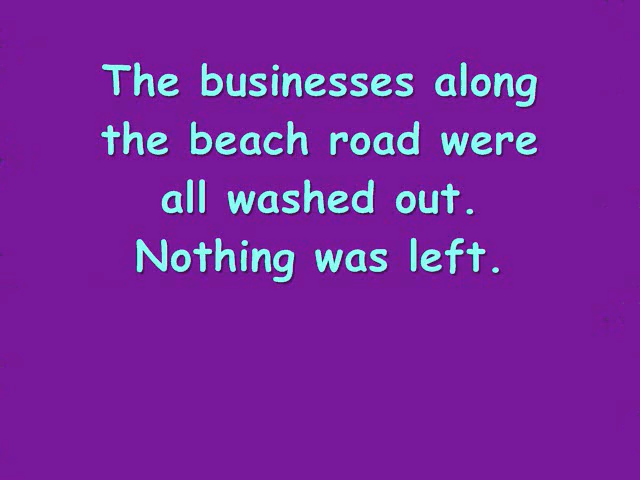 The businesses along
the beach road were
all washed out.
Nothing was left.